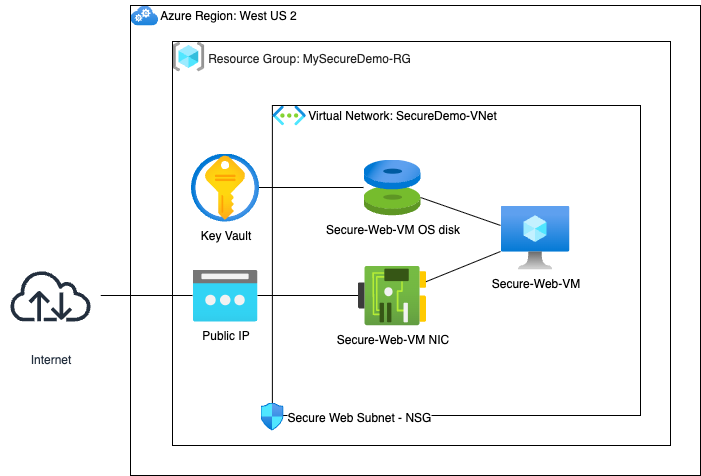 Azure Region: West US 2
Resource Group: MySecureDemo-RG
Virtual Network: SecureDemo-VNet
Key Vault
Secure-Web-VM OS disk
Secure-Web-VM
Public IP
Secure-Web-VM NIC
Internet
Secure Web Subnet - NSG